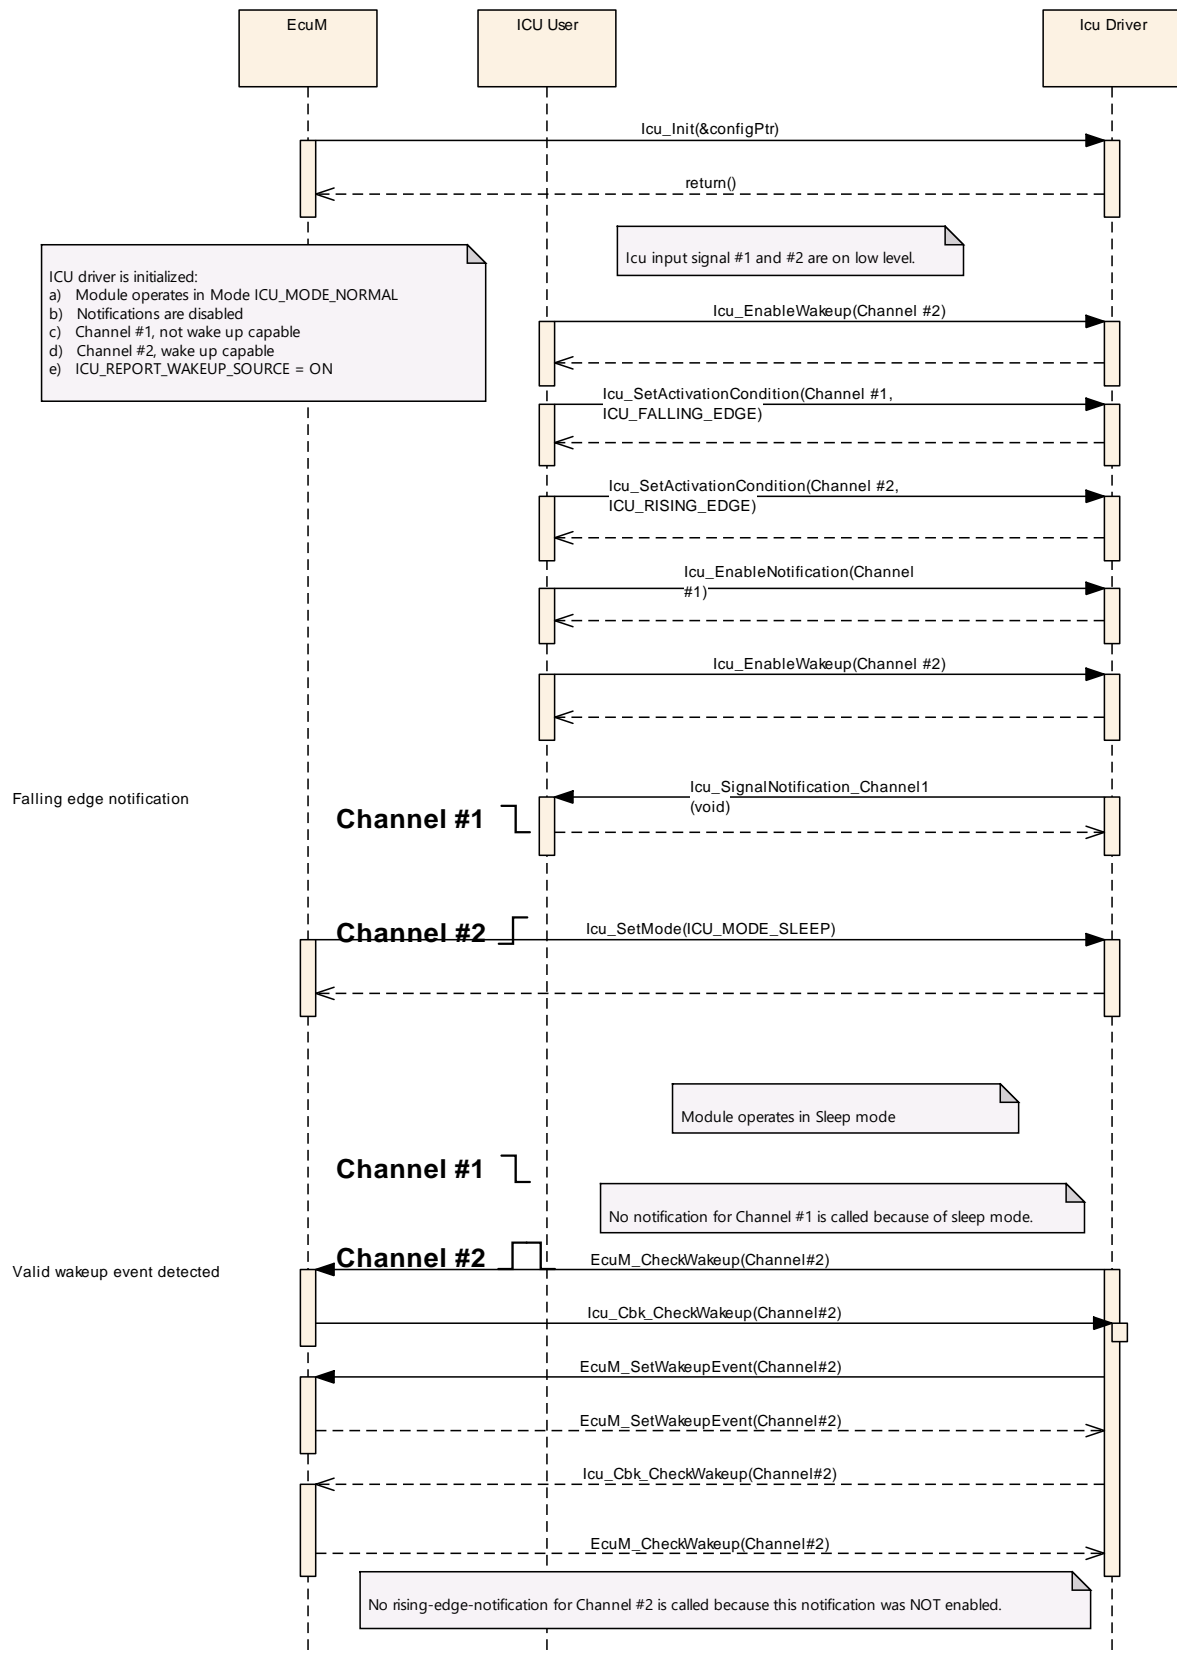 EcuM
ICU User
Icu Driver
Icu_Init(&configPtr)
return()
Icu input signal #1 and #2 are on low level.
ICU driver is initialized:
a) Module operates in Mode ICU_MODE_NORMAL
b) Notifications are disabled
c) Channel #1, not wake up capable
d) Channel #2, wake up capable
e) ICU_REPORT_WAKEUP_SOURCE = ON
Icu_EnableWakeup(Channel #2)
Icu_SetActivationCondition(Channel #1,
ICU_FALLING_EDGE)
Icu_SetActivationCondition(Channel #2,
ICU_RISING_EDGE)
Icu_EnableNotification(Channel
#1)
Icu_EnableWakeup(Channel #2)
Icu_SignalNotification_Channel1
(void)
Falling edge notification
Channel #1
Channel #2
Icu_SetMode(ICU_MODE_SLEEP)
Module operates in Sleep mode
Channel #1
No notification for Channel #1 is called because of sleep mode.
Channel #2
EcuM_CheckWakeup(Channel#2)
Valid wakeup event detected
Icu_Cbk_CheckWakeup(Channel#2)
EcuM_SetWakeupEvent(Channel#2)
EcuM_SetWakeupEvent(Channel#2)
Icu_Cbk_CheckWakeup(Channel#2)
EcuM_CheckWakeup(Channel#2)
No rising-edge-notification for Channel #2 is called because this notification was NOT enabled.